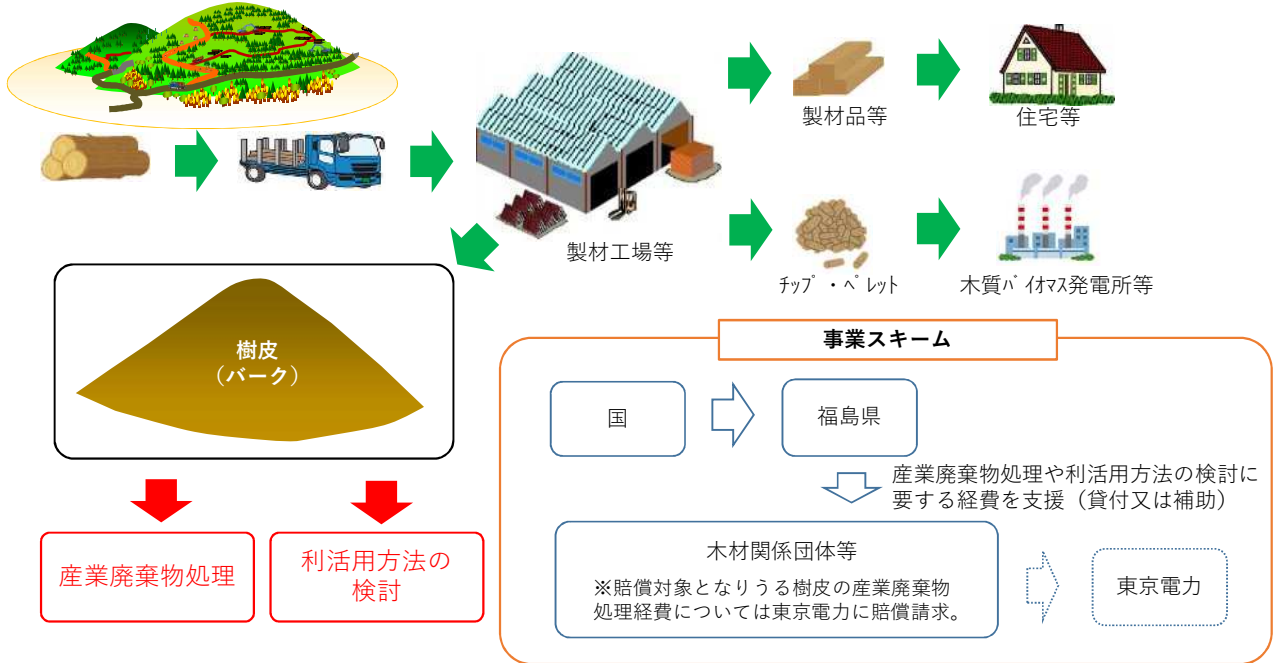 製材品等
住宅等
製材工場等
ﾁｯﾌﾟ・ﾍﾟﾚｯﾄ
木質ﾊﾞｲｵﾏｽ発電所等
樹皮
（バーク）
産業廃棄物処理
利活用方法の
検討
事業スキーム
国
福島県
産業廃棄物処理や利活用方法の検討に
要する経費を支援（貸付又は補助）
木材関係団体等
※賠償対象となりうる樹皮の産業廃棄物
処理経費については東京電力に賠償請求。
東京電力